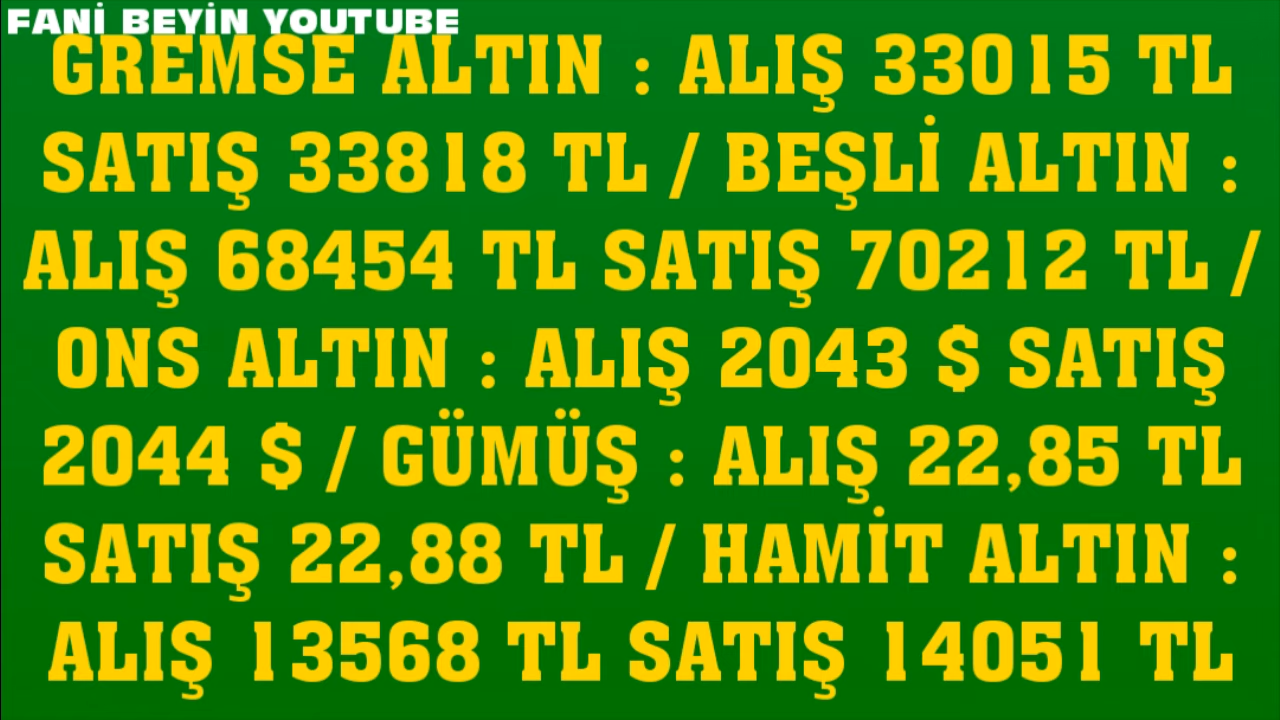 FANİ BEYİN YOUTUBE
GREMSE ALTIN : ALIŞ 33015 TL
SATIŞ 33818 TL / BEŞLİ ALTIN :
ALIŞ 68454 TL SATIŞ 70212 TL /
ONS ALTIN : ALIŞ 2043 $ SATIŞ
2044 $ / GÜMÜŞ : ALIŞ 22,85 TL
SATIŞ 22,88 TL / HAMİT ALTIN :
ALIŞ 13568 TL SATIŞ 14051 TL